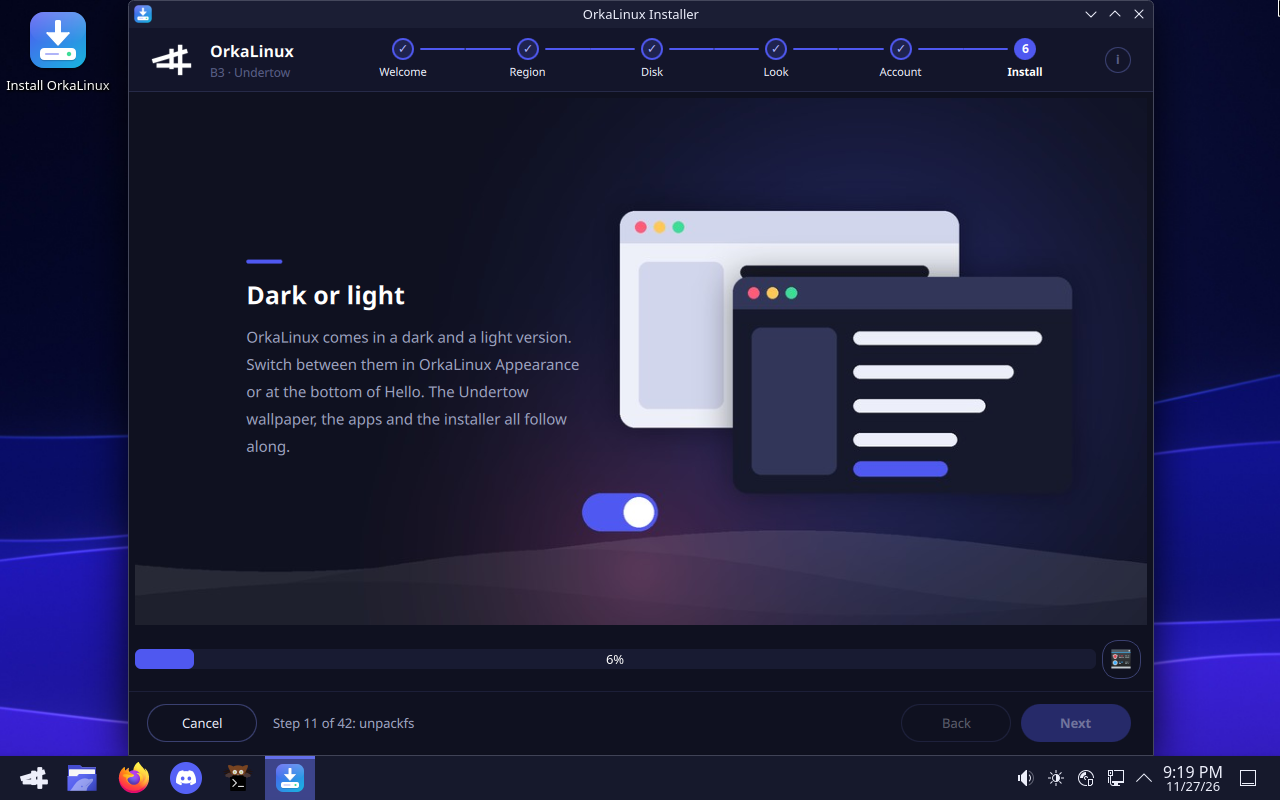 OrkaLinux Installer
Install OrkaLinux
OrkaLinux
B3 · Undertow
✓ ✓ ✓ ✓ ✓ 6
Welcome Region Disk Look Account Install
i
Dark or light
OrkaLinux comes in a dark and a light version.
Switch between them in OrkaLinux Appearance
or at the bottom of Hello. The Undertow
wallpaper, the apps and the installer all follow
along.
6%
Cancel Step 11 of 42: unpackfs Back Next
9:19 PM
11/27/26